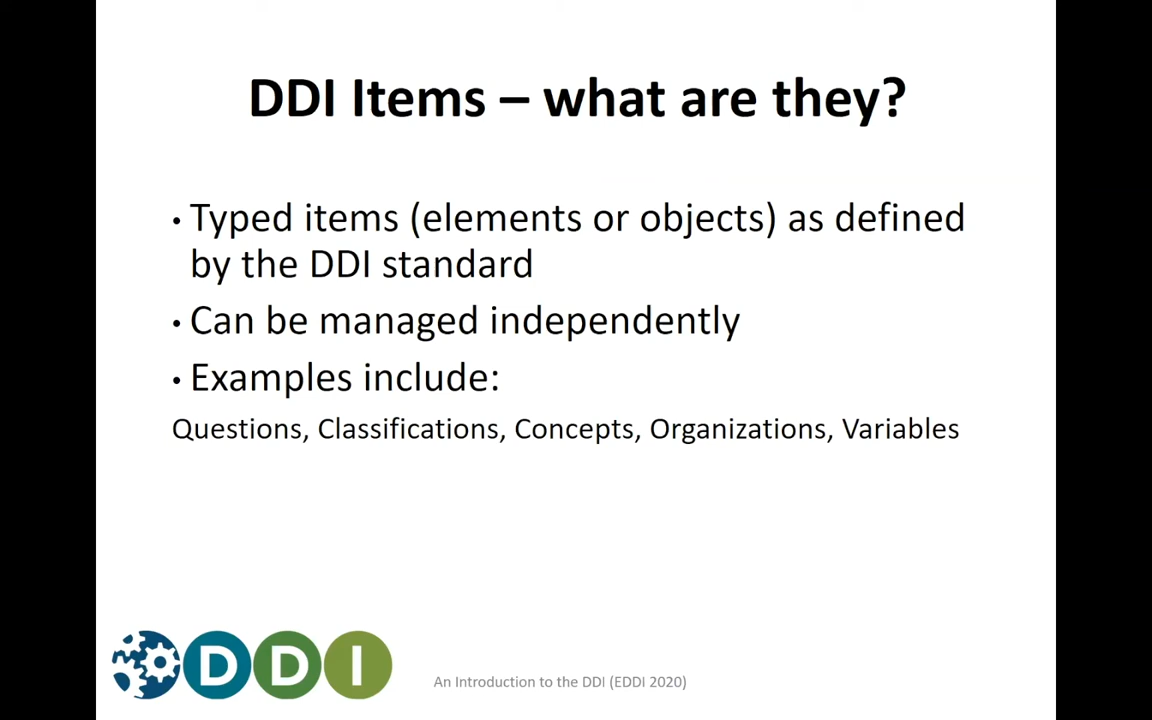 DDI Items – what are they?
• Typed items (elements or objects) as defined
by the DDI standard
• Can be managed independently
• Examples include:
Questions, Classifications, Concepts, Organizations, Variables
DDI
An Introduction to the DDI (EDDI 2020)